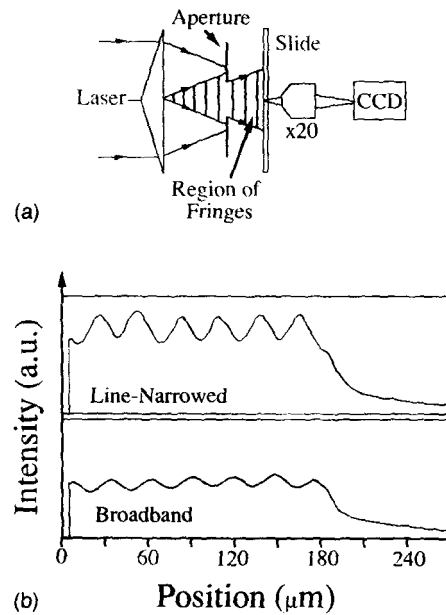 Aperture
Slide
Laser
CCD
x20
Region of
Fringes
(a)
Intensity (a.u.)
Line-Narrowed
Broadband
0 60 120 180 240
Position (μm)
(b)